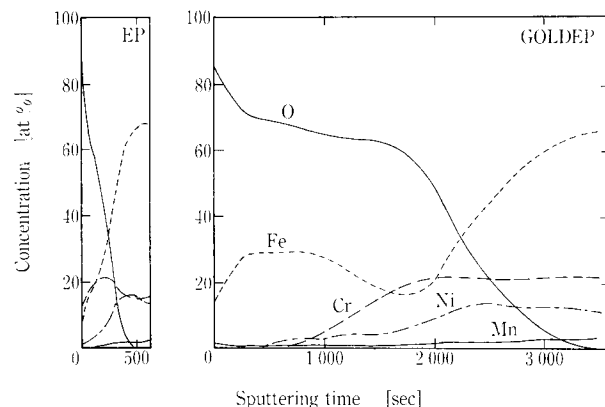 100
80
60
40
20
Concentration [at %]
EP
0
500
100
80
60
40
20
GOLDEP
O
Fe
Cr
Ni
Mn
0
1 000
2 000
3 000
Sputtering time [sec]